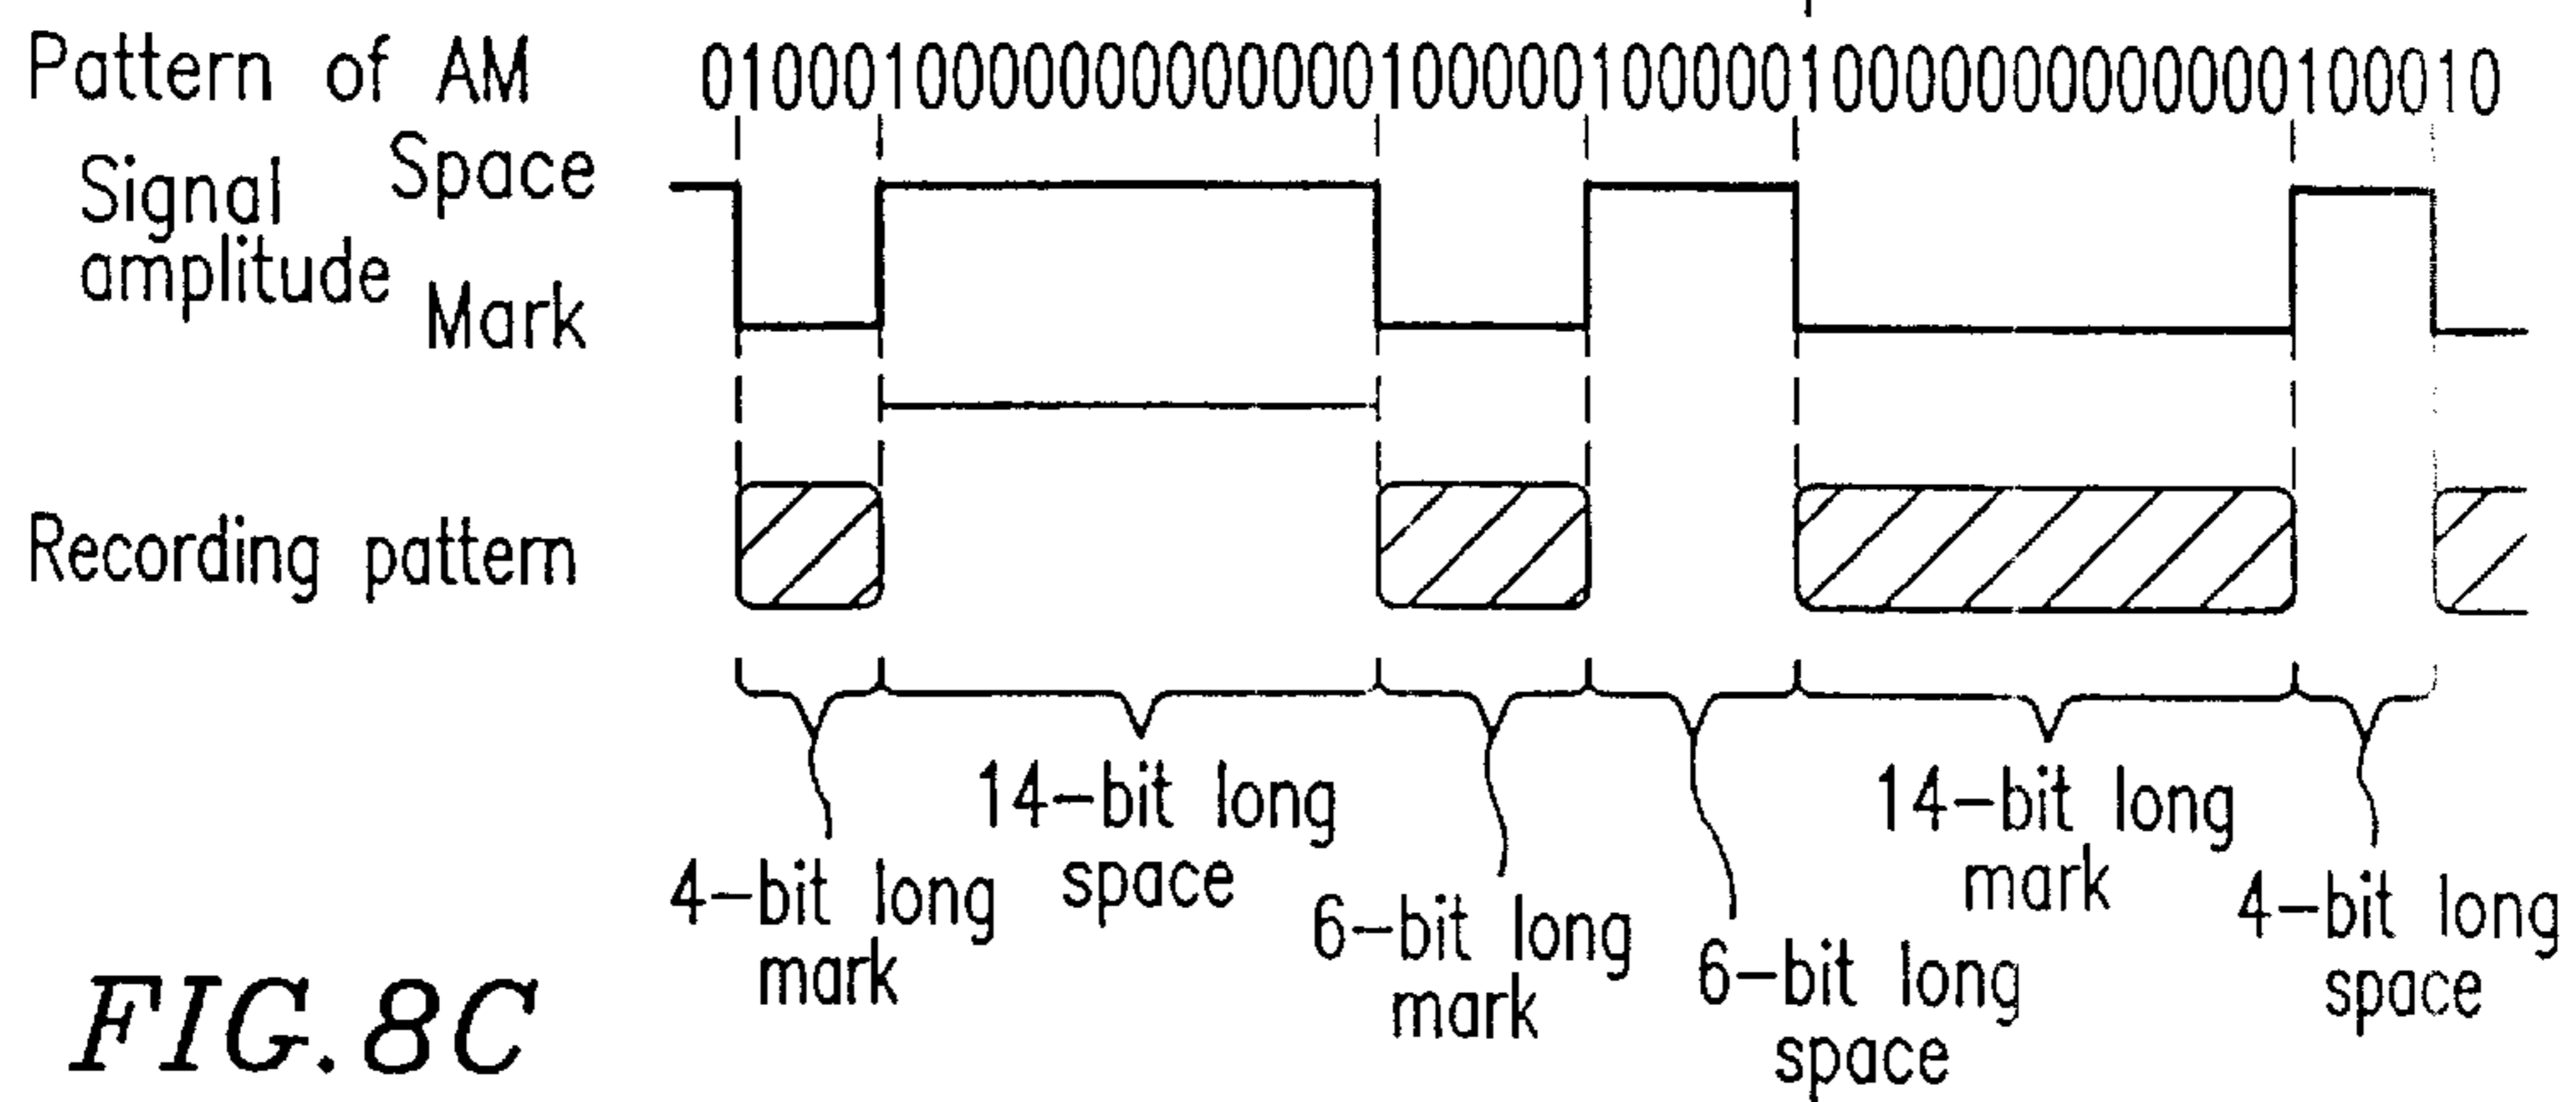 Pattern of AM 010001000000000000010000010000010000000000000100010
Space
Signal amplitude
Mark
Recording pattern
14-bit long space
14-bit long mark
4-bit long mark
6-bit long mark
6-bit long space
4-bit long space
FIG.8C